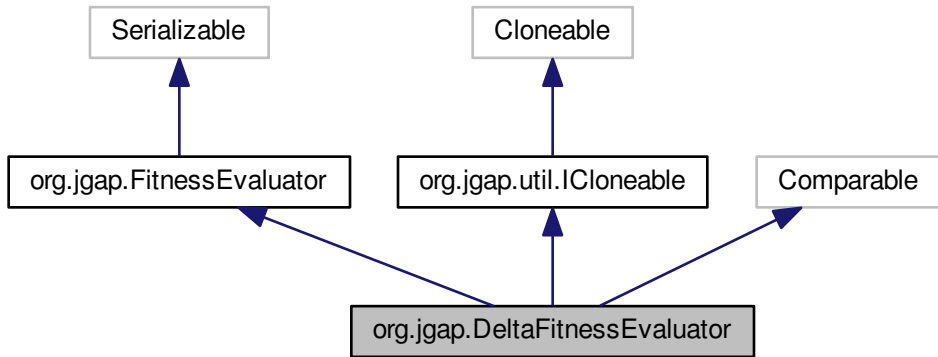 Serializable
Cloneable
org.jgap.FitnessEvaluator
org.jgap.util.ICloneable
Comparable
org.jgap.DeltaFitnessEvaluator